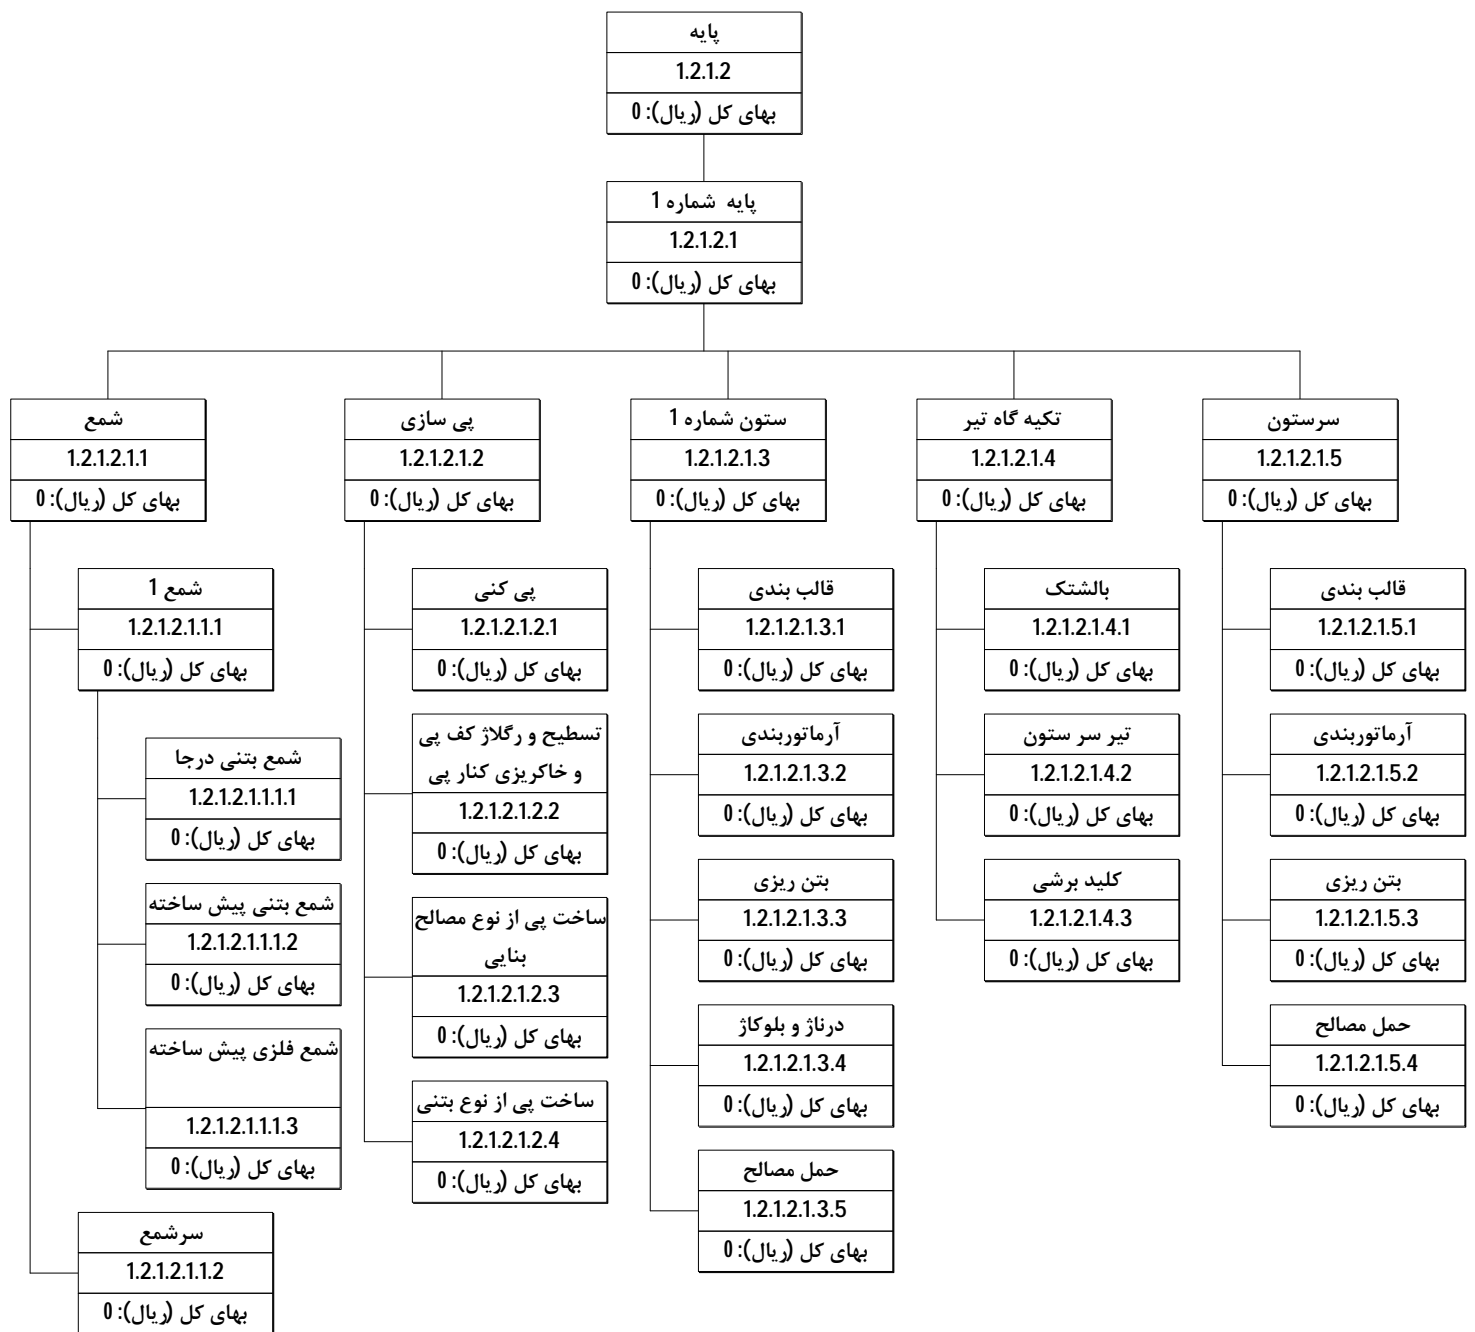 پایه
1.2.1.2
بهای کل (ریال): 0
پایه شماره 1
1.2.1.2.1
بهای کل (ریال): 0
شمع
1.2.1.2.1.1
بهای کل (ریال): 0
شمع 1
1.2.1.2.1.1.1
بهای کل (ریال): 0
شمع بتنی درجا
1.2.1.2.1.1.1.1
بهای کل (ریال): 0
شمع بتنی پیش ساخته
1.2.1.2.1.1.1.2
بهای کل (ریال): 0
شمع فلزی پیش ساخته
1.2.1.2.1.1.1.3
بهای کل (ریال): 0
سرشمع
1.2.1.2.1.1.2
بهای کل (ریال): 0
پی سازی
1.2.1.2.1.2
بهای کل (ریال): 0
پی کنی
1.2.1.2.1.2.1
بهای کل (ریال): 0
تسطیح و رگلاژ کف پی
و خاکریزی کنار پی
1.2.1.2.1.2.2
بهای کل (ریال): 0
ساخت پی از نوع مصالح
بنایی
1.2.1.2.1.2.3
بهای کل (ریال): 0
ساخت پی از نوع بتنی
1.2.1.2.1.2.4
بهای کل (ریال): 0
ستون شماره 1
1.2.1.2.1.3
بهای کل (ریال): 0
قالب بندی
1.2.1.2.1.3.1
بهای کل (ریال): 0
آرماتوربندی
1.2.1.2.1.3.2
بهای کل (ریال): 0
بتن ریزی
1.2.1.2.1.3.3
بهای کل (ریال): 0
درناژ و بلوکاژ
1.2.1.2.1.3.4
بهای کل (ریال): 0
حمل مصالح
1.2.1.2.1.3.5
بهای کل (ریال): 0
تکیه گاه تیر
1.2.1.2.1.4
بهای کل (ریال): 0
بالشتک
1.2.1.2.1.4.1
بهای کل (ریال): 0
تیر سر ستون
1.2.1.2.1.4.2
بهای کل (ریال): 0
کلید برشی
1.2.1.2.1.4.3
بهای کل (ریال): 0
سرستون
1.2.1.2.1.5
بهای کل (ریال): 0
قالب بندی
1.2.1.2.1.5.1
بهای کل (ریال): 0
آرماتوربندی
1.2.1.2.1.5.2
بهای کل (ریال): 0
بتن ریزی
1.2.1.2.1.5.3
بهای کل (ریال): 0
حمل مصالح
1.2.1.2.1.5.4
بهای کل (ریال): 0